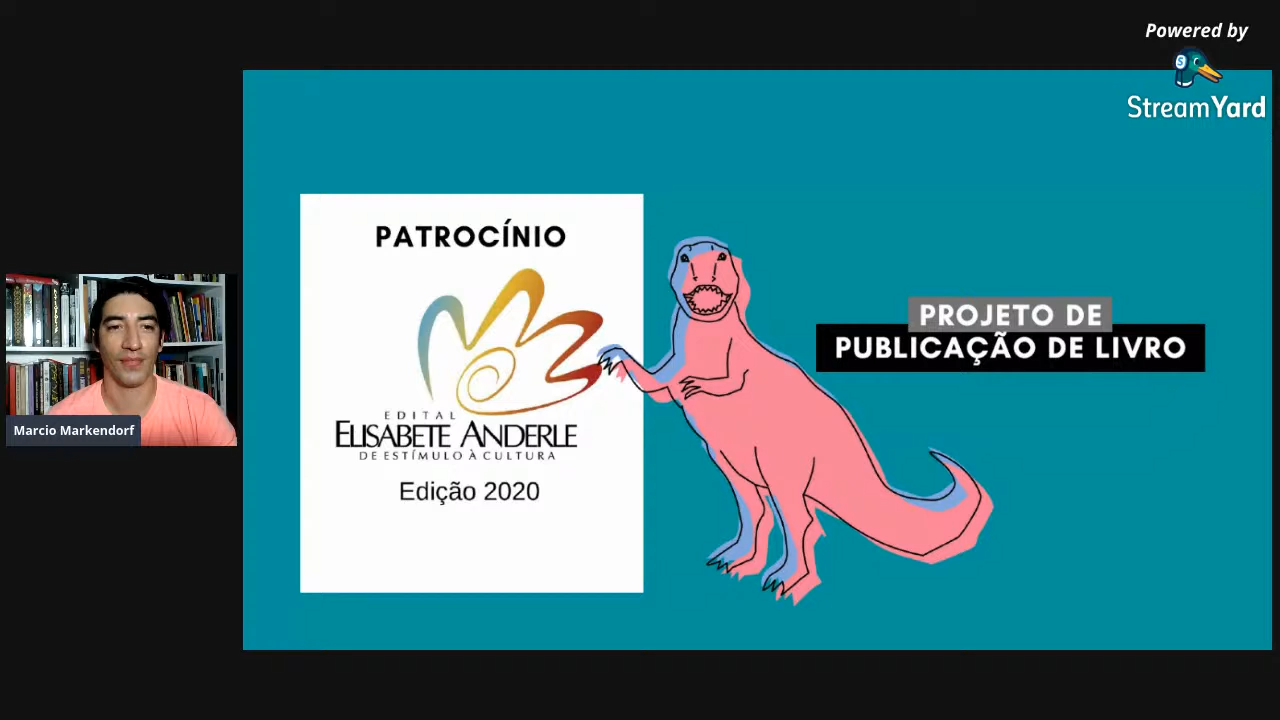 Powered by
StreamYard
PATROCÍNIO
EDITAL
ELISABETE ANDERLE
DE ESTÍMULO À CULTURA
Edição 2020
PROJETO DE
PUBLICAÇÃO DE LIVRO
Marcio Markendorf